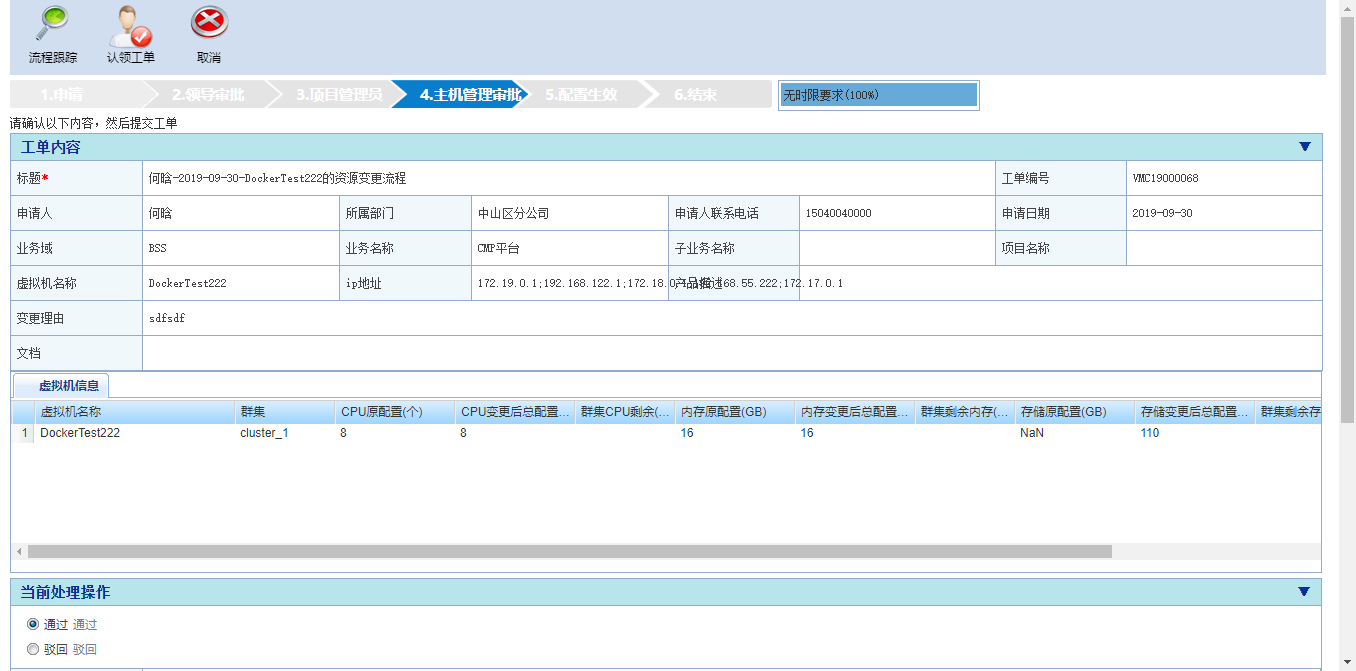 流程跟踪 认领工单 取消
1.申请 2.领导审批 3.项目管理员 4.主机管理审批 5.配置生效 6.结束 无时限要求(100%)
请确认以下内容，然后提交工单
工单内容
标题* 何晗-2019-09-30-DockerTest222的资源变更流程 工单编号 VMC19000068
申请人 何晗 所属部门 中山区分公司 申请人联系电话 15040040000 申请日期 2019-09-30
业务域 BSS 业务名称 CMP平台 子业务名称 项目名称
虚拟机名称 DockerTest222 ip地址 172.19.0.1;192.168.122.1;172.18.0 产品描述 68.55.222;172.17.0.1
变更理由 sdfsdf
文档
虚拟机信息
虚拟机名称 群集 CPU原配置(个) CPU变更后总配置... 群集CPU剩余(... 内存原配置(GB) 内存变更后总配置... 群集剩余内存(... 存储原配置(GB) 存储变更后总配置... 群集剩余存
1 DockerTest222 cluster_1 8 8 16 16 NaN 110
当前处理操作
通过 通过
驳回 驳回